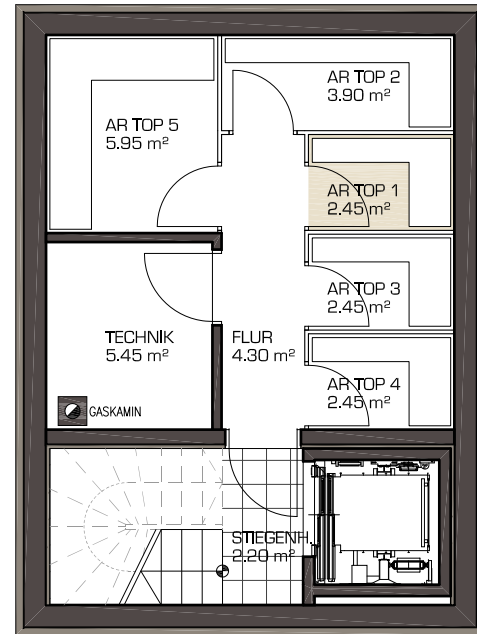 AR TOP 2
3.90 m²
AR TOP 5
5.95 m²
AR TOP 1
2.45 m²
AR TOP 3
2.45 m²
TECHNIK
5.45 m²
FLUR
4.30 m²
AR TOP 4
2.45 m²
GASKAMIN
STIEGENH.
2.20 m²